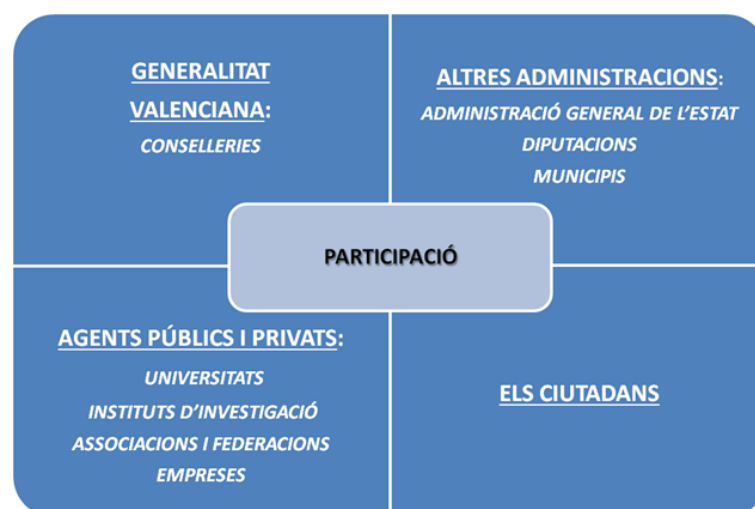 GENERALITAT
VALENCIANA:
CONSELLERIES
ALTRES ADMINISTRACIONS:
ADMINISTRACIÓ GENERAL DE L'ESTAT
DIPUTACIONS
MUNICIPIS
PARTICIPACIÓ
AGENTS PÚBLICS I PRIVATS:
UNIVERSITATS
INSTITUTS D'INVESTIGACIÓ
ASSOCIACIONS I FEDERACIONS
EMPRESES
ELS CIUTADANS